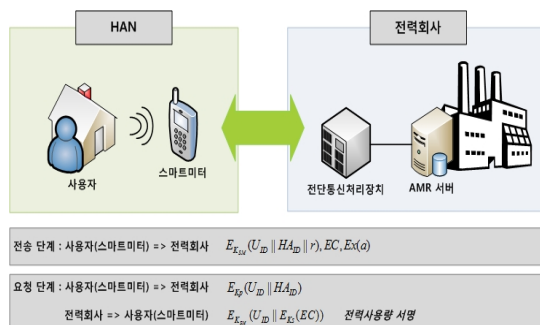 HAN
전력회사
사용자
스마트미터
전단통신처리장치
AMR 서버
전송 단계 : 사용자(스마트미터) => 전력회사 E_{K_{SM}}(U_{ID} || HA_{ID} || r), EC, Ex(a)
요청 단계 : 사용자(스마트미터) => 전력회사 E_{Kp}(U_{ID} || HA_{ID})
전력회사 => 사용자(스마트미터) E_{K_{SM}}(U_{ID} || E_{Ks}(EC)) 전력사용량 서명